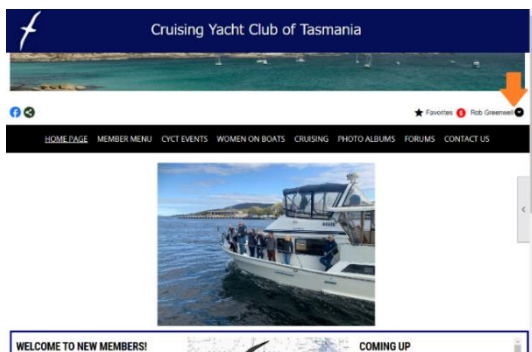 Cruising Yacht Club of Tasmania
Favorites Rob Greenwell
HOME PAGE MEMBER MENU CYCT EVENTS WOMEN ON BOATS CRUISING PHOTO ALBUMS FORUMS CONTACT US
WELCOME TO NEW MEMBERS!
COMING UP